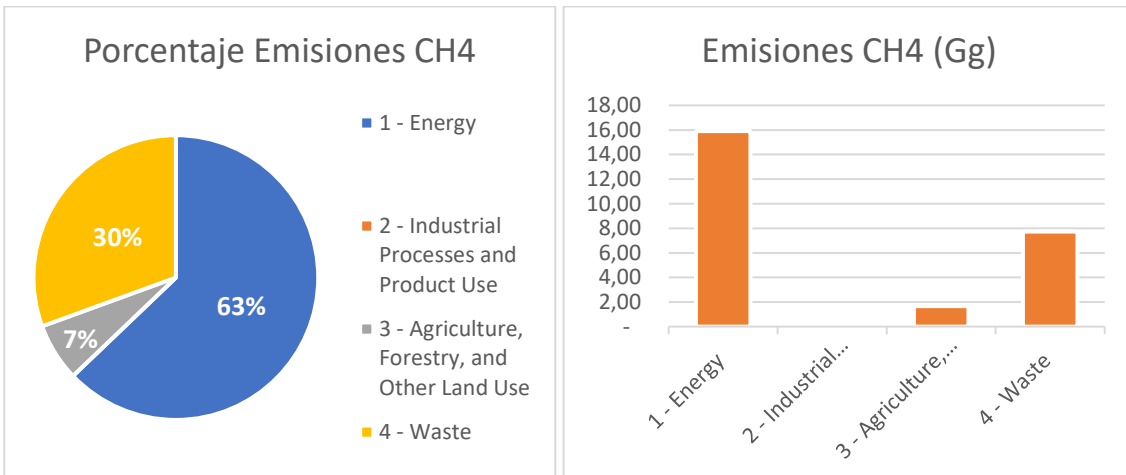 Porcentaje Emisiones CH4
1 - Energy
2 - Industrial
Processes and
Product Use
3 - Agriculture,
Forestry, and
Other Land Use
4 - Waste
30%
7%
63%
Emisiones CH4 (Gg)
18,00
16,00
14,00
12,00
10,00
8,00
6,00
4,00
2,00
-
1 - Energy
2 - Industrial...
3 - Agriculture,...
4 - Waste